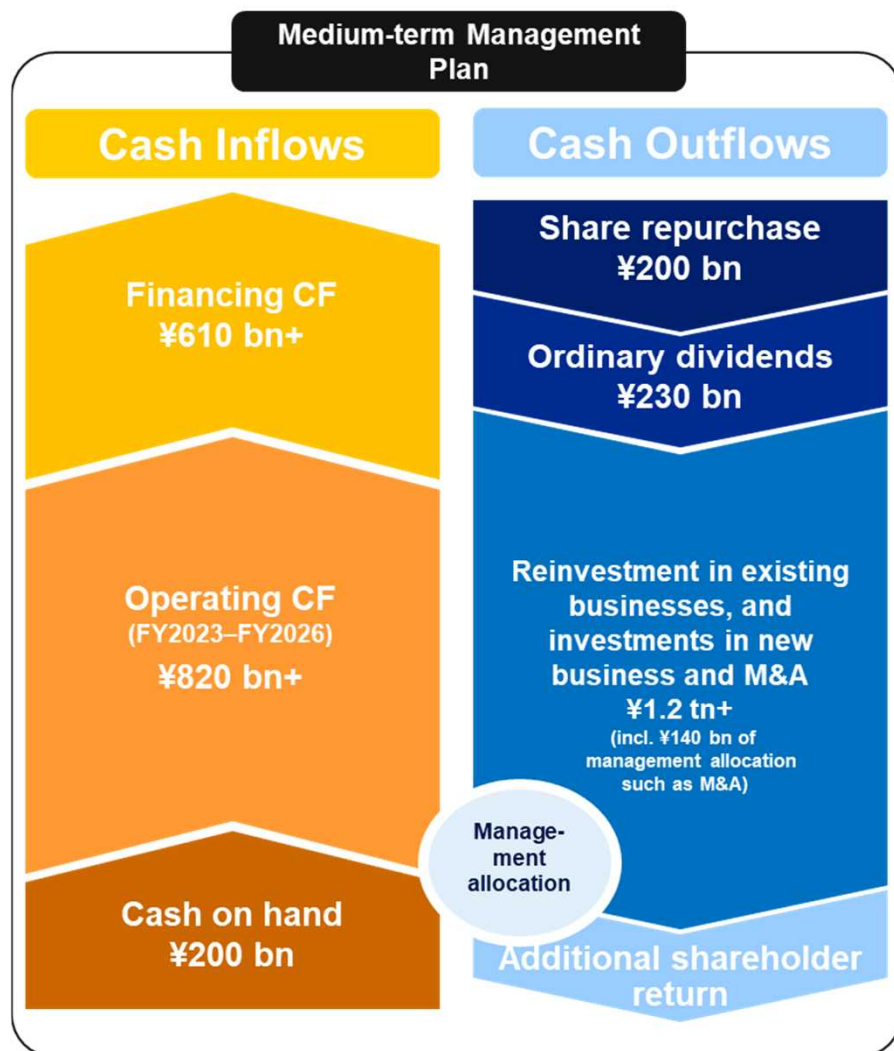 Medium-term Management
Plan
Cash Inflows
Financing CF
¥610 bn+
Operating CF
(FY2023–FY2026)
¥820 bn+
Cash on hand
¥200 bn
Cash Outflows
Share repurchase
¥200 bn
Ordinary dividends
¥230 bn
Reinvestment in existing
businesses, and
investments in new
business and M&A
¥1.2 tn+
(incl. ¥140 bn of
management allocation
such as M&A)
Manage-
ment
allocation
Additional shareholder
return